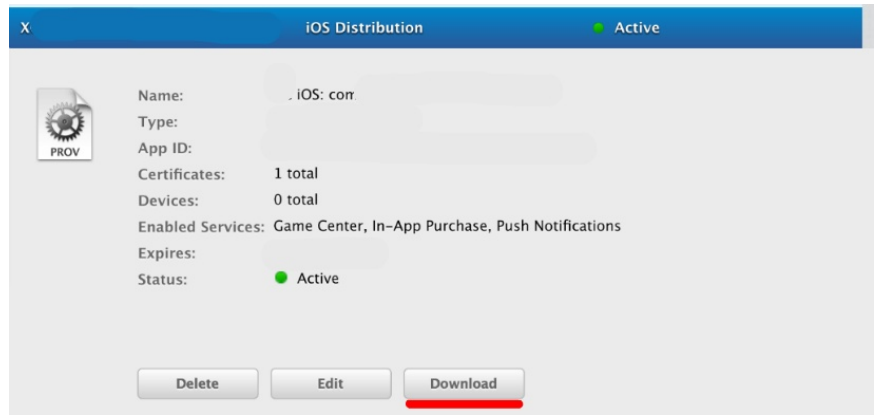 X iOS Distribution Active
PROV
Name: iOS: com
Type:
App ID:
Certificates: 1 total
Devices: 0 total
Enabled Services: Game Center, In-App Purchase, Push Notifications
Expires:
Status: Active
Delete Edit Download